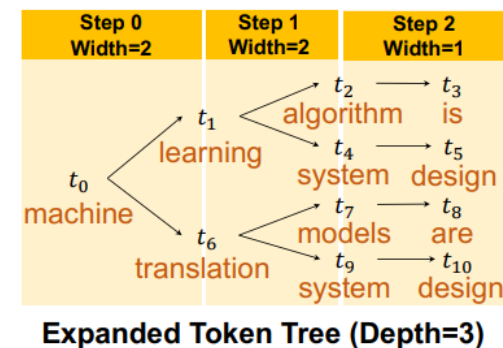 Step 0 Step 1 Step 2
Width=2 Width=2 Width=1
t₂ t₃
t₁ algorithm is
learning t₄ t₅
t₀ system design
machine t₇ t₈
t₆ models are
translation t₉ t₁₀
system design
Expanded Token Tree (Depth=3)